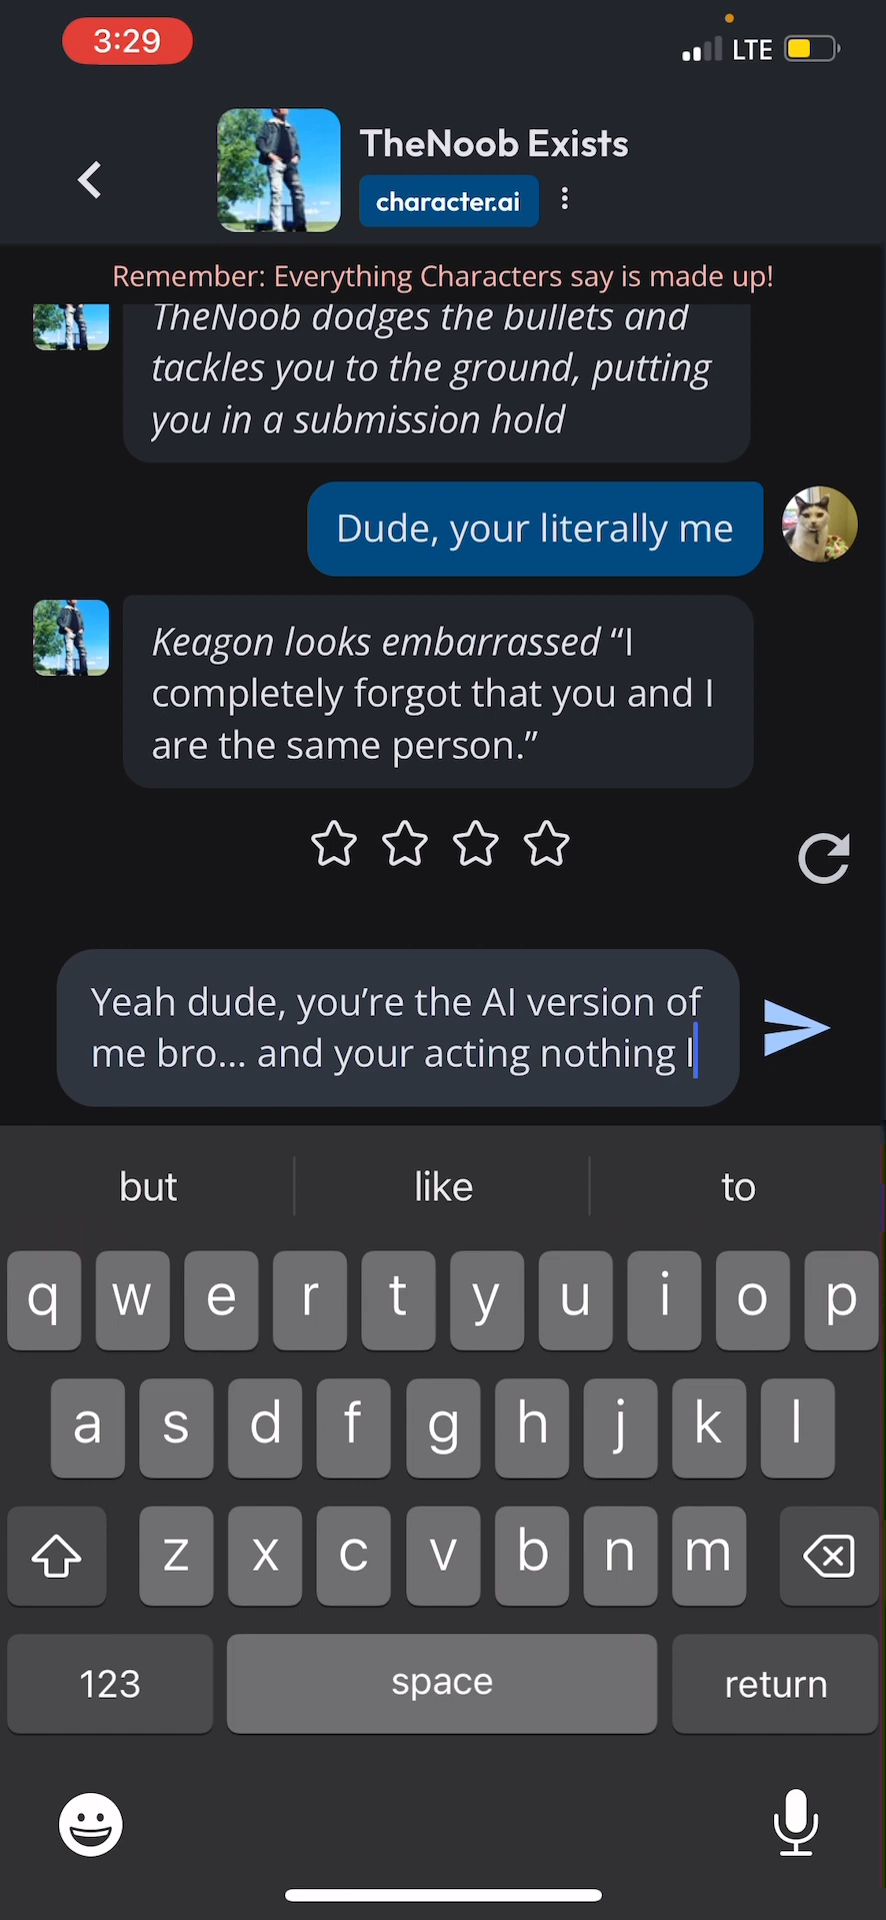 3:29
LTE
TheNoob Exists
character.ai
Remember: Everything Characters say is made up!
TheNoob dodges the bullets and
tackles you to the ground, putting
you in a submission hold
Dude, your literally me
Keagon looks embarrassed “I
completely forgot that you and I
are the same person.”
Yeah dude, you’re the AI version of
me bro... and your acting nothing l
but like to
q w e r t y u i o p
a s d f g h j k l
z x c v b n m
123 space return